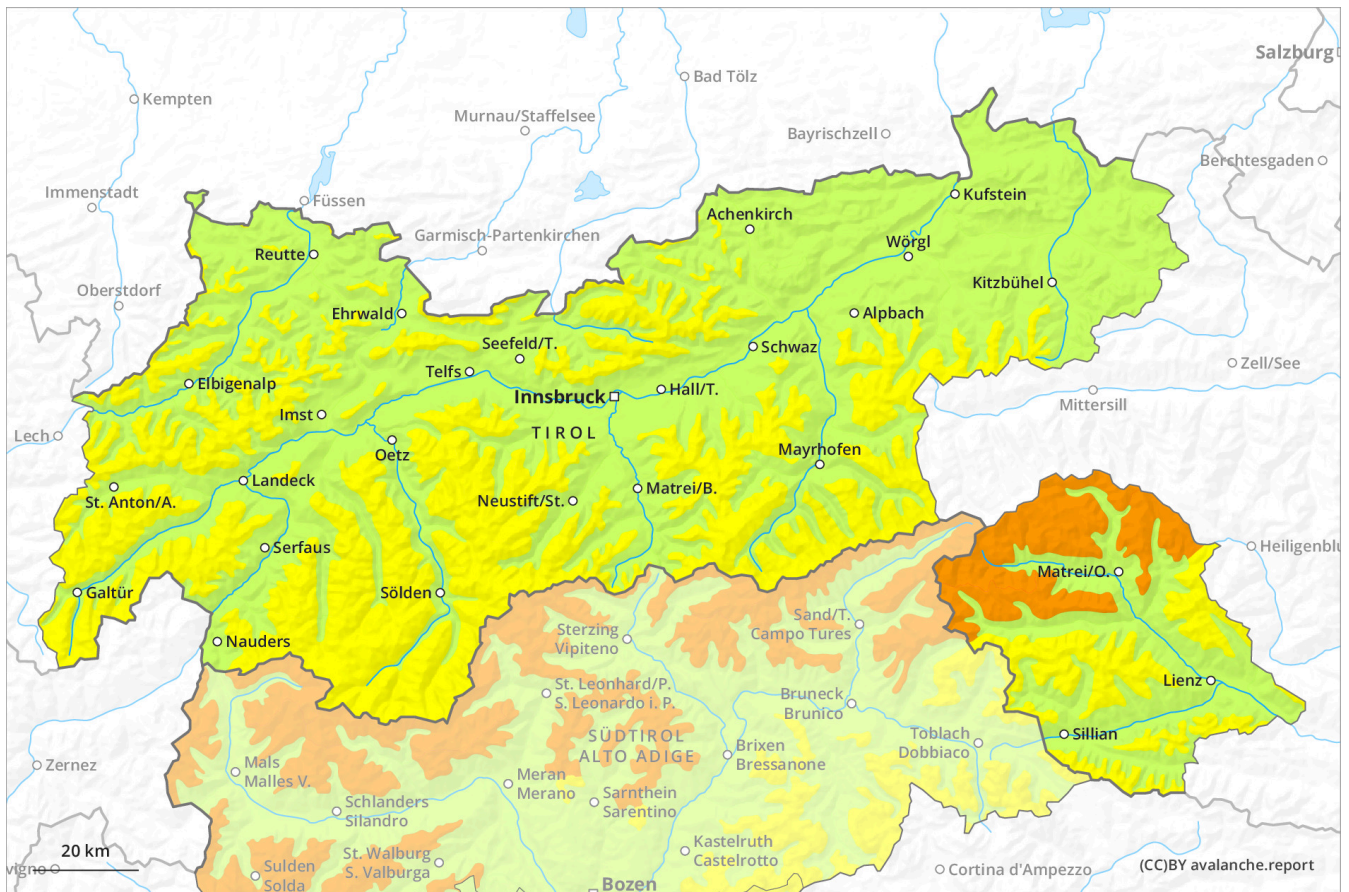 Salzburg
Bad Tölz
Kempten
Murnau/Staffelsee
Bayrischzell
Berchtesgaden
Immenstadt
Füssen
Kufstein
Achenkirch
Garmisch-Partenkirchen
Wörgl
Reutte
Kitzbühel
Oberstdorf
Ehrwald
Alpbach
Seefeld/T.
Schwaz
Zell/See
Telfs
Elbigenalp
Hall/T.
Innsbruck
Mittersill
Imst
TIROL
Lech
Oetz
Mayrhofen
Landeck
Matrei/B.
St. Anton/A.
Neustift/St.
Serfaus
Heiligenblu
Matrei/O.
Galtür
Sölden
Sand/T.
Campo Tures
Sterzing
Vipiteno
Nauders
Lienz
St. Leonhard/P.
S. Leonardo i. P.
Bruneck
Brunico
SÜDTIROL
ALTO ADIGE
Sillian
Toblach
Dobbiaco
Brixen
Bressanone
Zernez
Mals
Malles V.
Meran
Merano
Sarnthein
Sarentino
Schlanders
Silandro
Kastelruth
Castelrotto
20 km
St. Walburg
S. Valburga
vigno
Sulden
Solda
Cortina d'Ampezzo
(CC)BY avalanche.report
Bozen